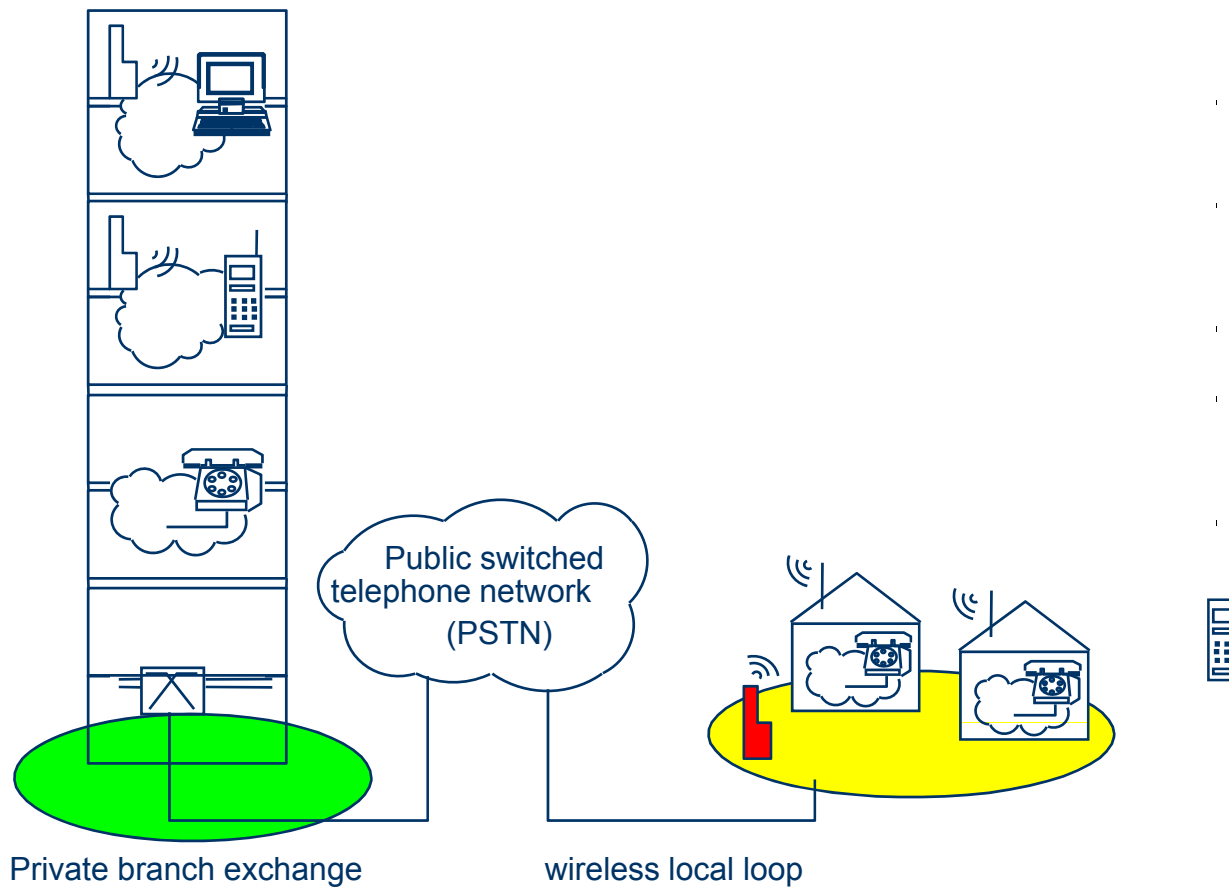 Public switched
telephone network
(PSTN)
Private branch exchange
wireless local loop